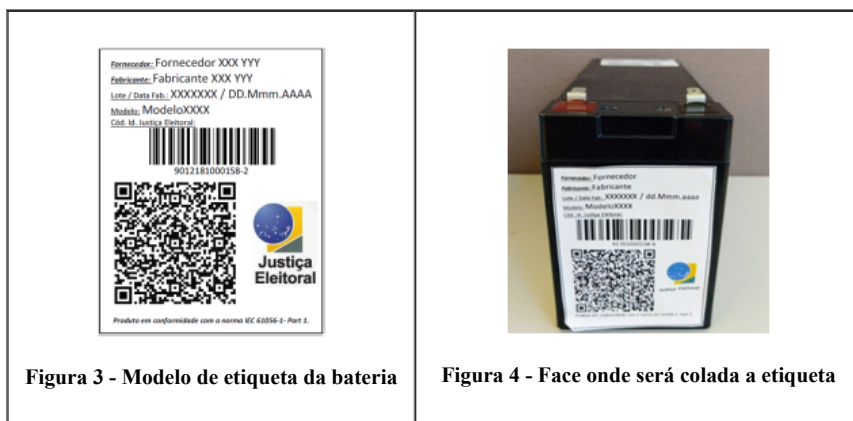 Fornecedor: Fornecedor XXX YYY
Fabricante: Fabricante XXX YYY
Lote / Data Fab.: XXXXXXX / DD.Mmm.AAAA
Modelo: ModeloXXXX
Cód. Id. Justiça Eleitoral:
9012181000158-2
Justiça
Eleitoral
Produto em conformidade com a norma IEC 61056-1- Part 1.
Figura 3 - Modelo de etiqueta da bateria
Fornecedor: Fornecedor
Fabricante: Fabricante
Lote / Data Fab.: XXXXXXX / dd.Mmm.aaaa
Modelo: ModeloXXXX
Cód. Id. Justiça Eleitoral:
Justiça
Eleitoral
Figura 4 - Face onde será colada a etiqueta